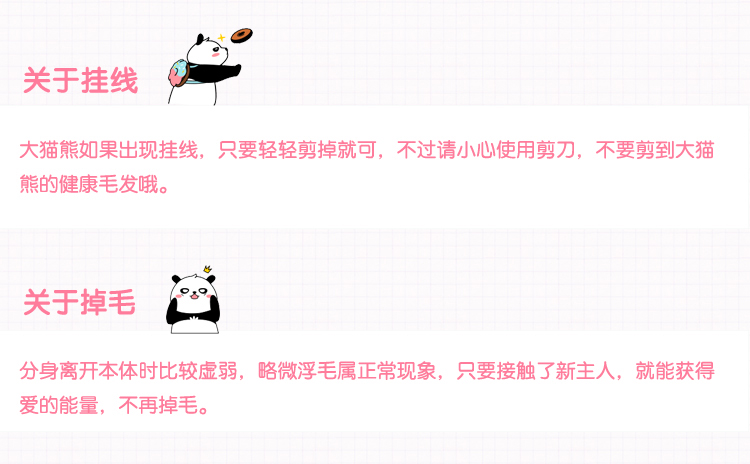 关于挂线
大猫熊如果出现挂线，只要轻轻剪掉就可，不过请小心使用剪刀，不要剪到大猫
熊的健康毛发哦。
关于掉毛
分身离开本体时比较虚弱，略微浮毛属正常现象，只要接触了新主人，就能获得
爱的能量，不再掉毛。